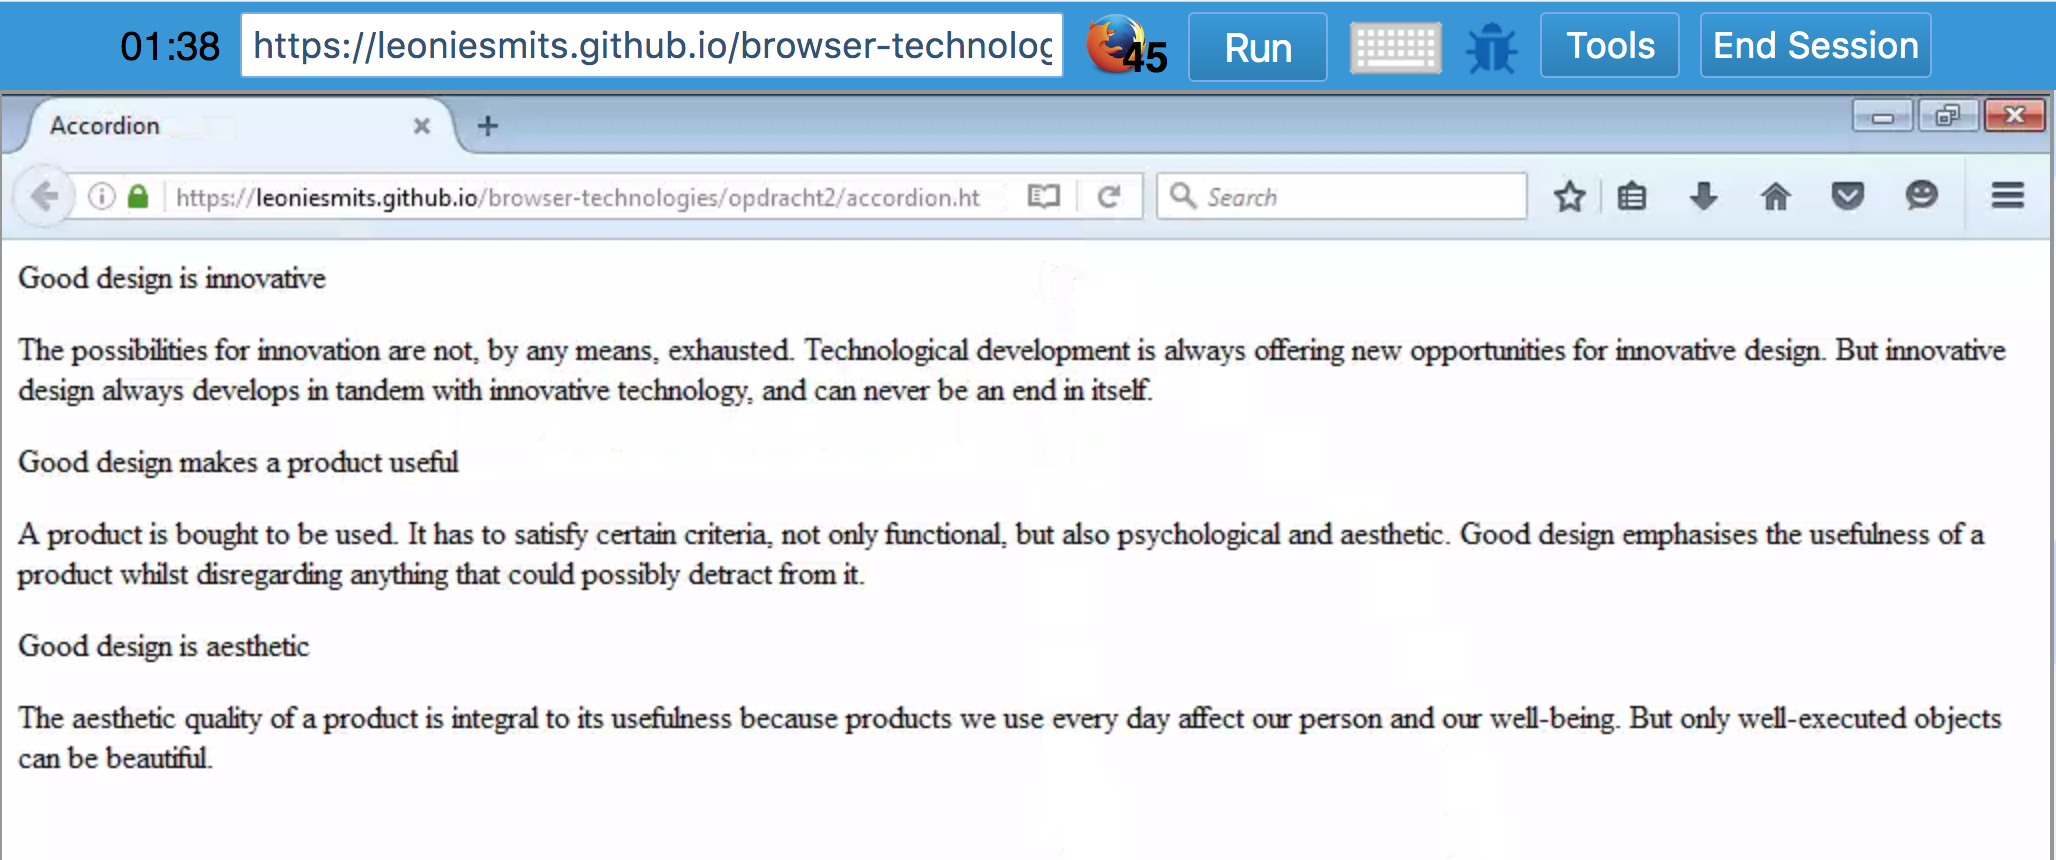 01:38 https://leoniesmits.github.io/browser-technolog 45 Run Tools End Session
Accordion
https://leoniesmits.github.io/browser-technologies/opdracht2/accordion.ht Search
Good design is innovative
The possibilities for innovation are not, by any means, exhausted. Technological development is always offering new opportunities for innovative design. But innovative
design always develops in tandem with innovative technology, and can never be an end in itself.
Good design makes a product useful
A product is bought to be used. It has to satisfy certain criteria, not only functional, but also psychological and aesthetic. Good design emphasises the usefulness of a
product whilst disregarding anything that could possibly detract from it.
Good design is aesthetic
The aesthetic quality of a product is integral to its usefulness because products we use every day affect our person and our well-being. But only well-executed objects
can be beautiful.